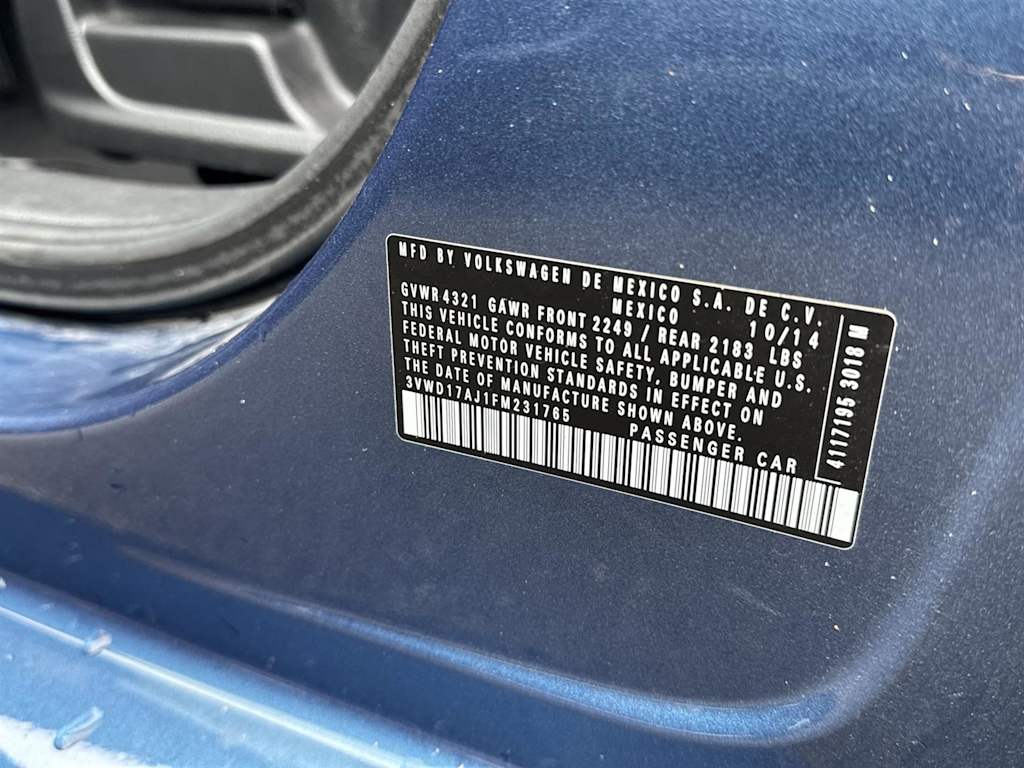 MFD BY VOLKSWAGEN DE MEXICO S.A. DE C.V.
MEXICO 10/14
GVWR 4321 GAWR FRONT 2249 / REAR 2183 LBS
THIS VEHICLE CONFORMS TO ALL APPLICABLE U.S.
FEDERAL MOTOR VEHICLE SAFETY, BUMPER AND
THEFT PREVENTION STANDARDS IN EFFECT ON
THE DATE OF MANUFACTURE SHOWN ABOVE.
3VWD17AJ1FM231765 PASSENGER CAR
4117195 3018 M